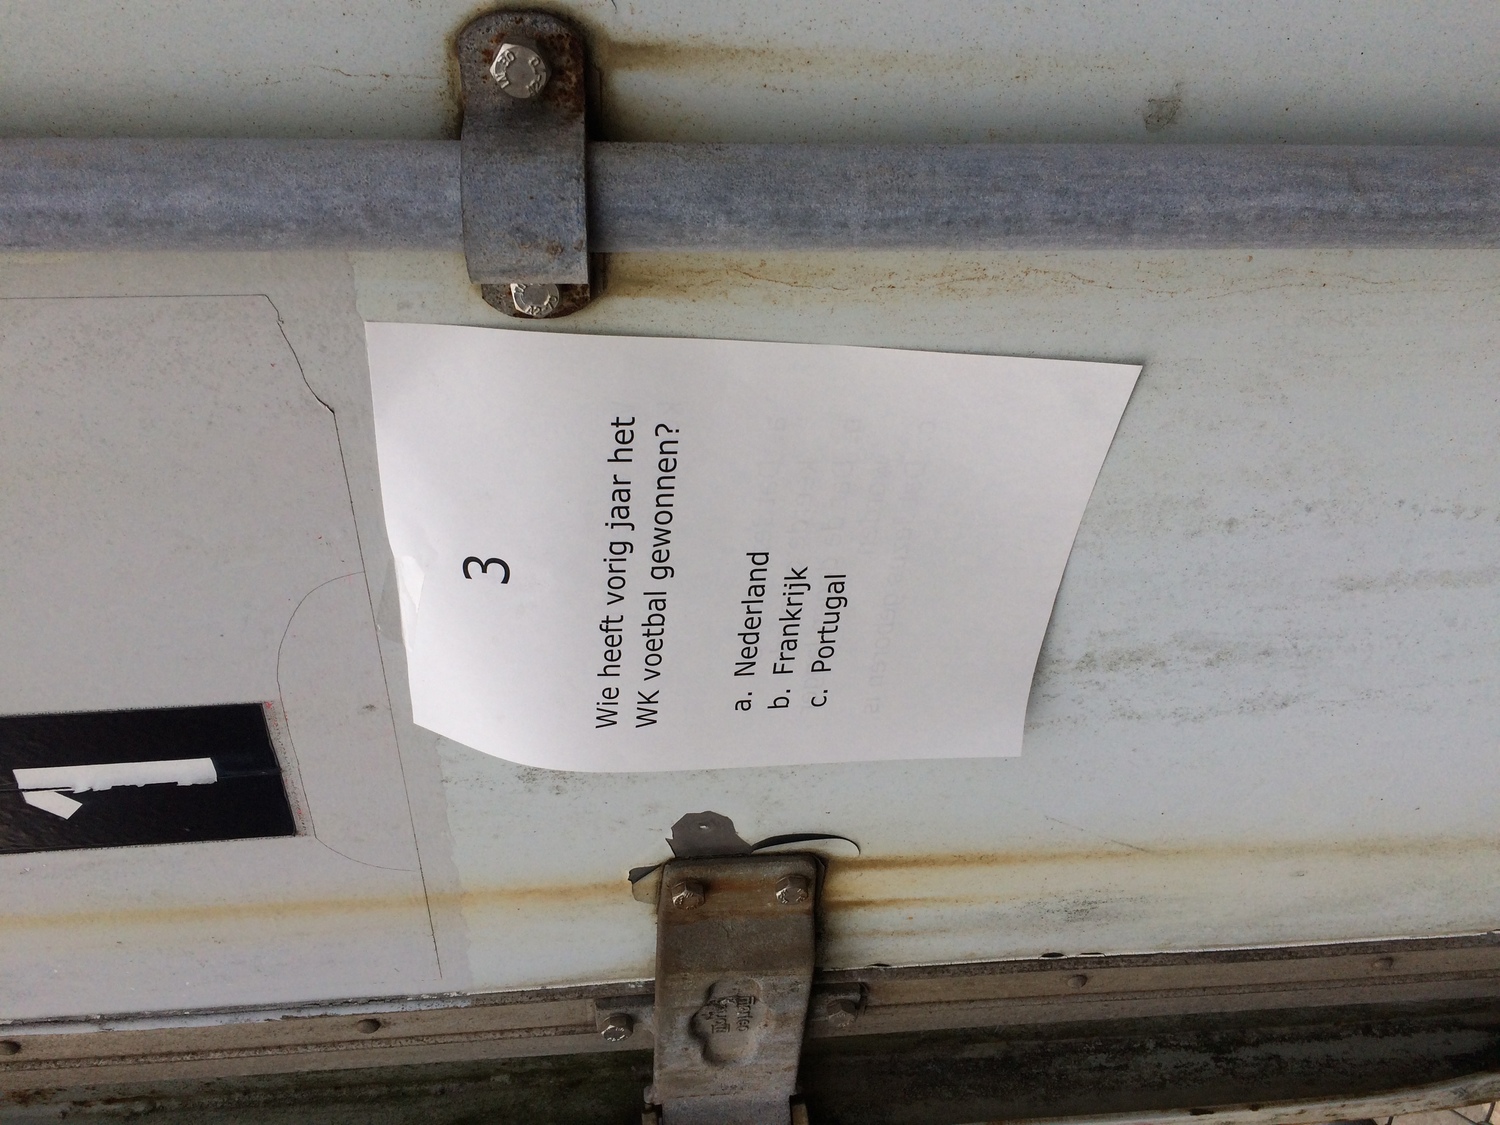 3
Wie heeft vorig jaar het
WK voetbal gewonnen?
a. Nederland
b. Frankrijk
c. Portugal